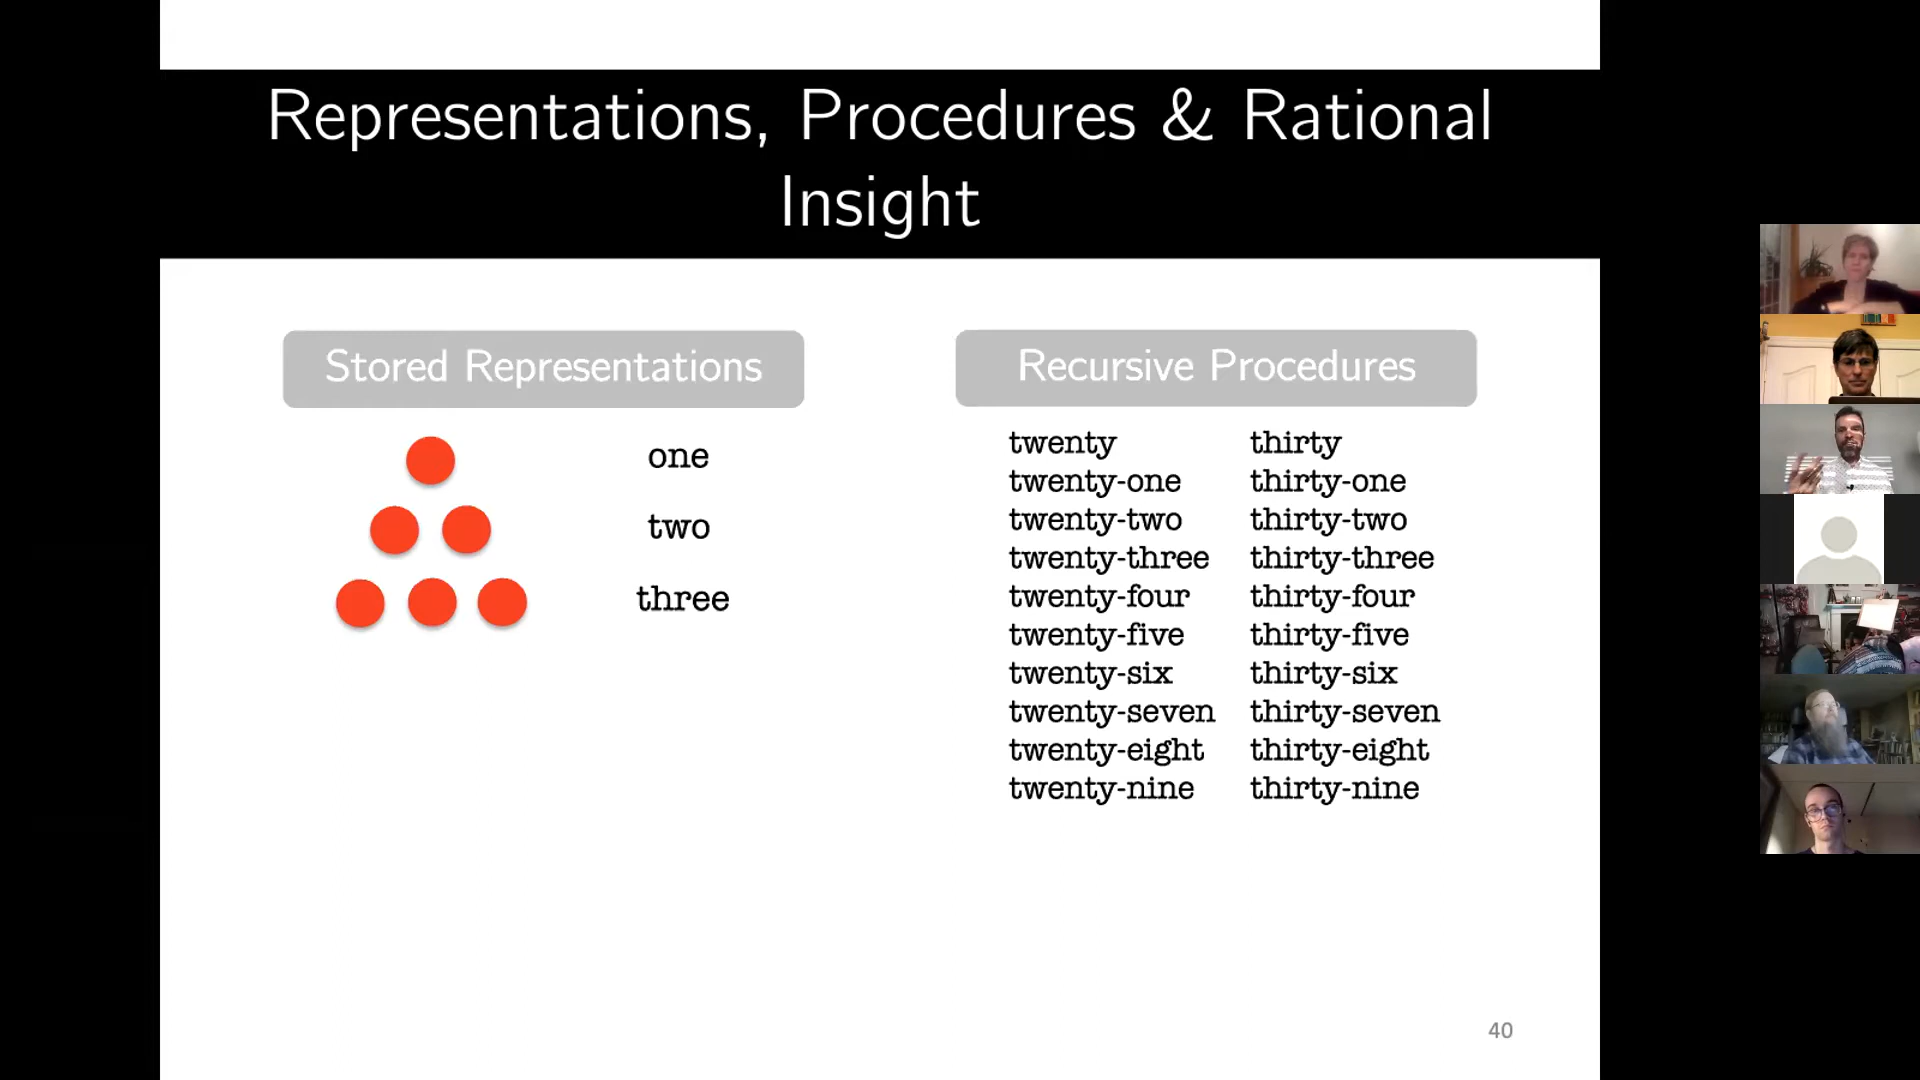 Representations, Procedures & Rational
Insight
Stored Representations
one
two
three
Recursive Procedures
twenty thirty
twenty-one thirty-one
twenty-two thirty-two
twenty-three thirty-three
twenty-four thirty-four
twenty-five thirty-five
twenty-six thirty-six
twenty-seven thirty-seven
twenty-eight thirty-eight
twenty-nine thirty-nine
40